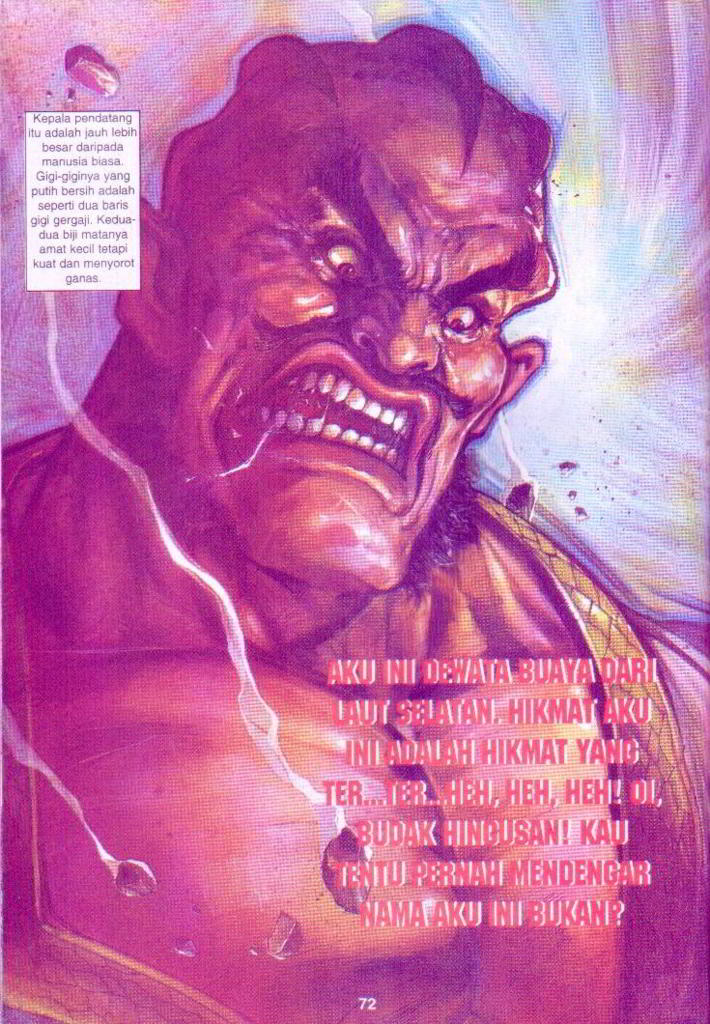 Kepala pendatang
itu adalah jauh lebih
besar daripada
manusia biasa.
Gigi-giginya yang
putih bersih adalah
seperti dua baris
gigi gergaji. Kedua-
dua biji matanya
amat kecil tetapi
kuat dan menyorot
ganas.
AKU INI DEWATA BUAYA DARI
LAUT SELATAN. HIKMAT AKU
INI ADALAH HIKMAT YANG
TER...TER...HEH, HEH, HEH! OI,
BUDAK HINGUSAN! KAU
TENTU PERNAH MENDENGAR
NAMA AKU INI BUKAN?
72